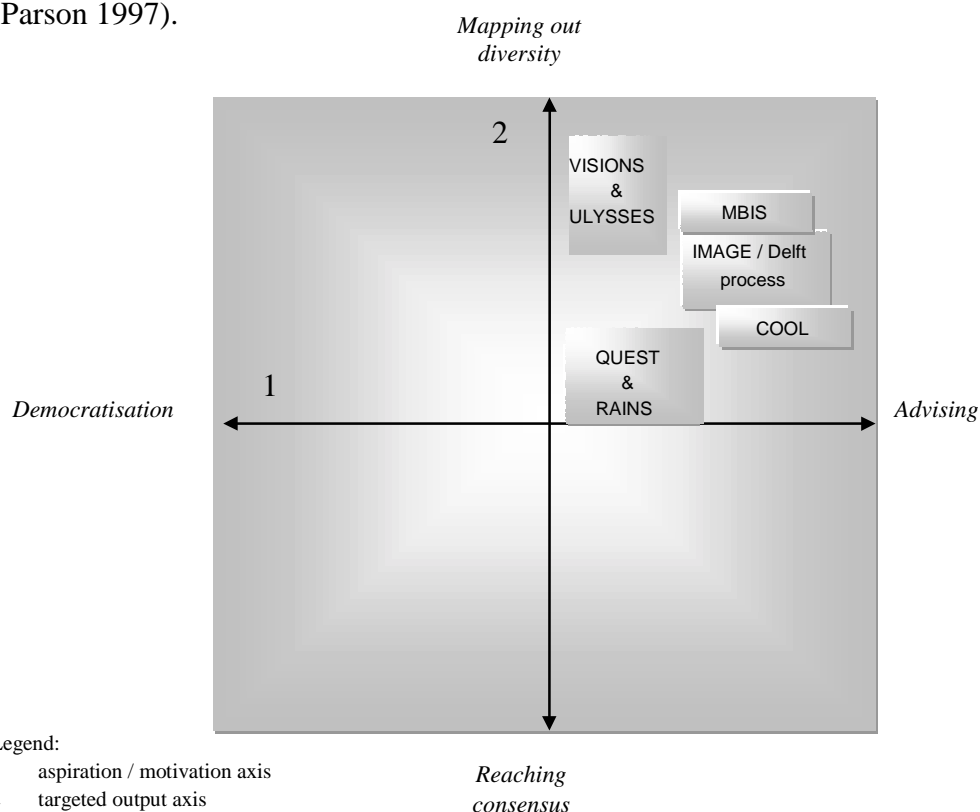 Parson 1997).
Mapping out
diversity
2
VISIONS
&
ULYSSES
MBIS
IMAGE / Delft
process
COOL
QUEST
&
RAINS
1
Democratisation
Advising
egend:
aspiration / motivation axis
targeted output axis
Reaching
consensus